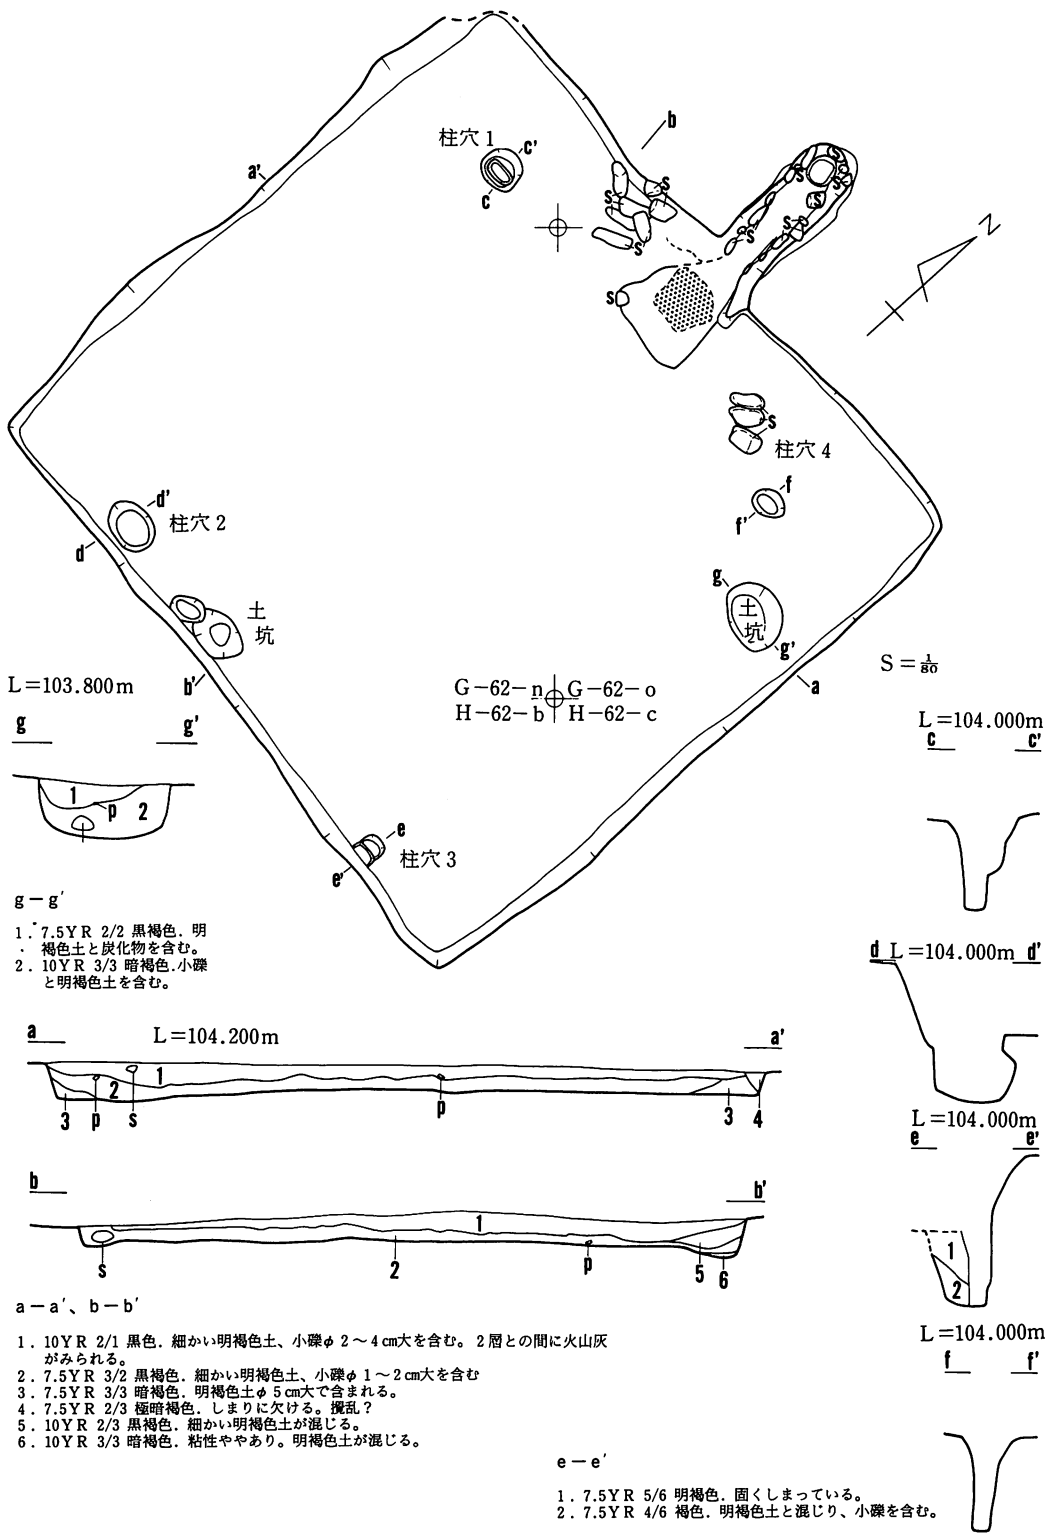 b
柱穴1
c'
a'
c
s
s
s
s
s
s
s
s
s
N
s
s
柱穴4
f
f'
d'
柱穴2
d
g
土
坑
g'
土
坑
b'
a
S=1/80
L=103.800m
G-62-n G-62-o
H-62-b H-62-c
g g'
1
p
2
e
柱穴3
e'
L=104.000m
c c'
g-g'
1. 7.5YR 2/2 黒褐色. 明
褐色土と炭化物を含む。
2. 10YR 3/3 暗褐色.小礫
と明褐色土を含む。
d L=104.000m d'
a L=104.200m a'
1
2
3 p s p 3 4
L=104.000m
e e'
1
2
b b'
1
s 2 p 5 6
a-a'、b-b'
1. 10YR 2/1 黒色. 細かい明褐色土、小礫φ2~4㎝大を含む。2層との間に火山灰
がみられる。
2. 7.5YR 3/2 黒褐色. 細かい明褐色土、小礫φ1~2㎝大を含む
3. 7.5YR 3/3 暗褐色. 明褐色土φ5㎝大で含まれる。
4. 7.5YR 2/3 極暗褐色. しまりに欠ける。攪乱?
5. 10YR 2/3 黒褐色. 細かい明褐色土が混じる。
6. 10YR 3/3 暗褐色. 粘性ややあり。明褐色土が混じる。
L=104.000m
f f'
e-e'
1. 7.5YR 5/6 明褐色. 固くしまっている。
2. 7.5YR 4/6 褐色. 明褐色土と混じり、小礫を含む。